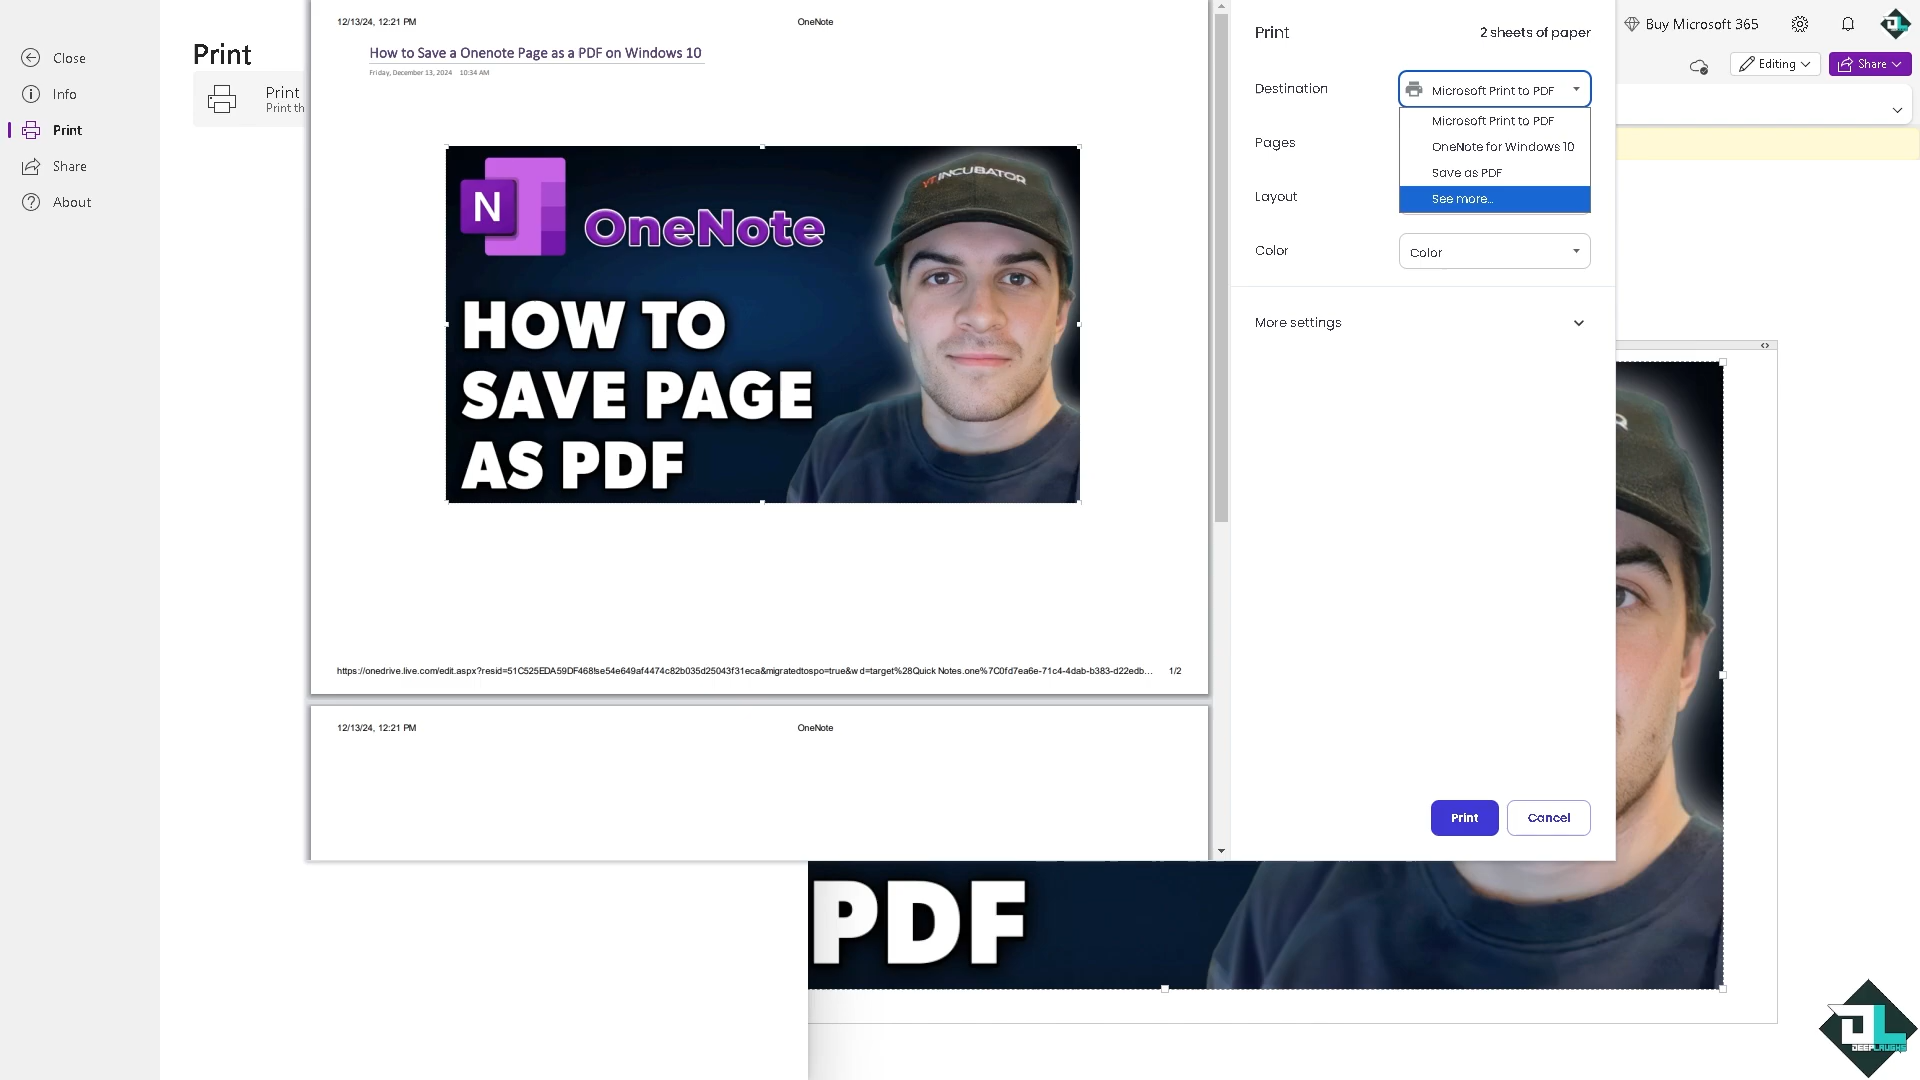 Close
Info
Print
Share
About
Print
Print
Print th
12/13/24, 12:21 PM
OneNote
How to Save a Onenote Page as a PDF on Windows 10
Friday, December 13, 2024 10:34 AM
N
OneNote
YT INCUBATOR
HOW TO
SAVE PAGE
AS PDF
https://onedrive.live.com/edit.aspx?resid=51C525EDA59DF468!se54e649af4474c82b035d25043f31eca&migratedtospo=true&wd=target%28Quick Notes.one%7C0fd7ea6e-71c4-4dab-b383-d22edb...
1/2
12/13/24, 12:21 PM
OneNote
Print
2 sheets of paper
Destination
Microsoft Print to PDF
Microsoft Print to PDF
OneNote for Windows 10
Save as PDF
See more...
Pages
Layout
Color
Color
More settings
Print
Cancel
Buy Microsoft 365
Editing
Share
PDF
DEEPLAUGHS